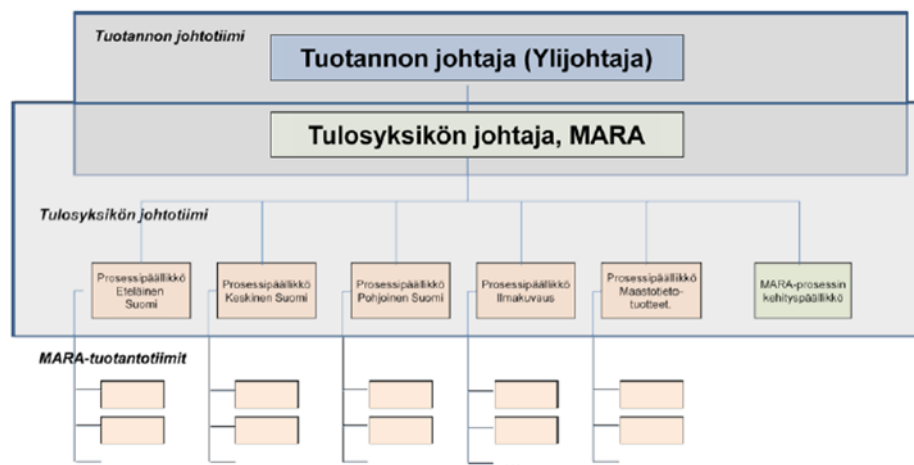 Tuotannon johtotiimi
Tuotannon johtaja (Ylijohtaja)
Tulosyksikön johtaja, MARA
Tulosyksikön johtotiimi
Prosessipäällikkö
Eteläinen
Suomi
Prosessipäällikkö
Keskinen Suomi
Prosessipäällikkö
Pohjoinen Suomi
Prosessipäällikkö
Ilmakuvaus
Prosessipäällikkö
Maastotieto-
tuotteet.
MARA-prosessin
kehityspäällikkö
MARA-tuotantotiimit